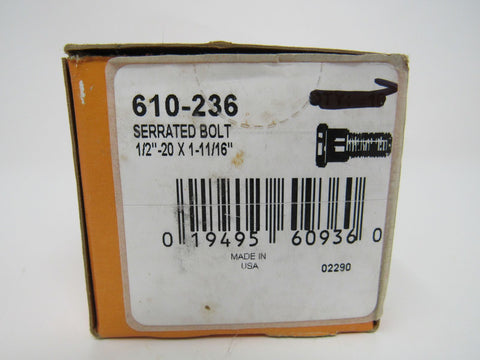 610-236
SERRATED BOLT
1/2"-20 X 1-11/16"
0 19495 60936 0
MADE IN
USA
02290